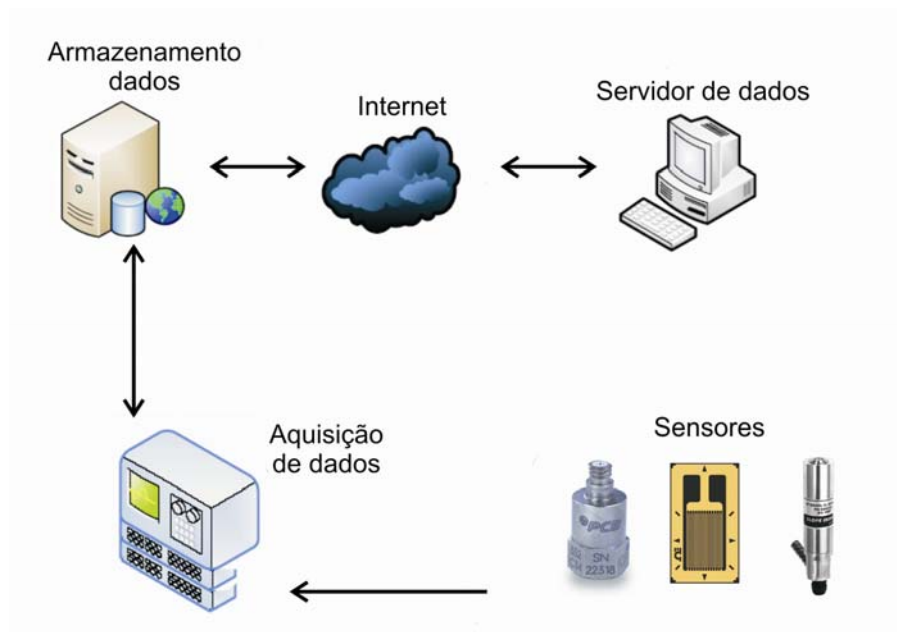 Armazenamento
dados
Internet
Servidor de dados
Aquisição
de dados
Sensores
PCB
SN
22318